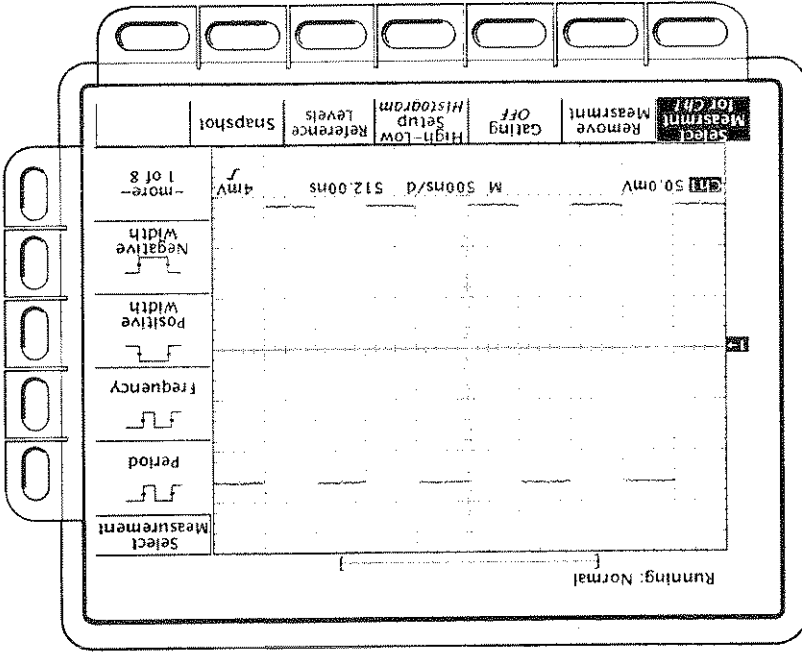 Running: Normal
Select
Measurement
Period
Frequency
Positive
Width
Negative
Width
-more-
1 of 8
1→
Ch1 50.0mV M 500ns/d 512.00ns 4mV
Select
Measrmnt
for Ch1
Remove
Measrmnt
Gating
OFF
High-Low
Setup
Histogram
Reference
Levels
Snapshot